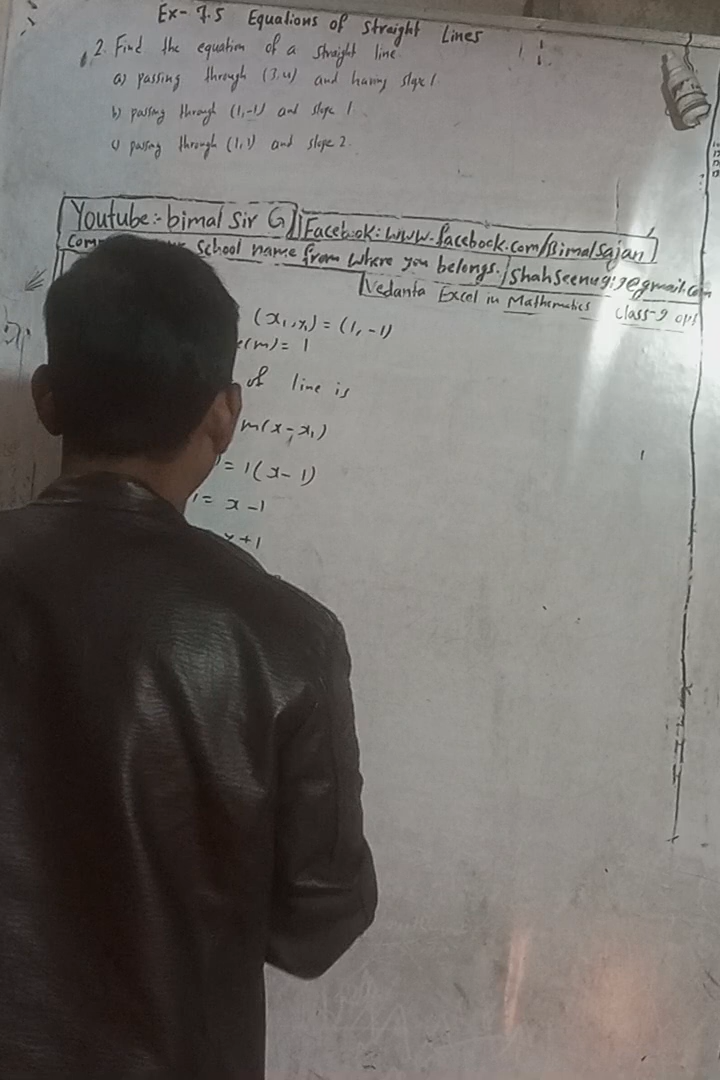 Ex- 7.5 Equations of Straight Lines
2. Find the equation of a straight line.
a) passing through (3,4) and having slope 1.
b) passing through (1,-1) and slope 1.
c) passing through (1,1) and slope 2.
Youtube:- bimal Sir G
Facebook: www.facebook.com/Bimalsajan
School name from where you belongs.
Vedanta Excel in Mathematics Class-9 opt
(x₁,y₁) = (1,-1)
(m) = 1
of line is
m(x-x₁)
= 1(x-1)
= x-1
x+1